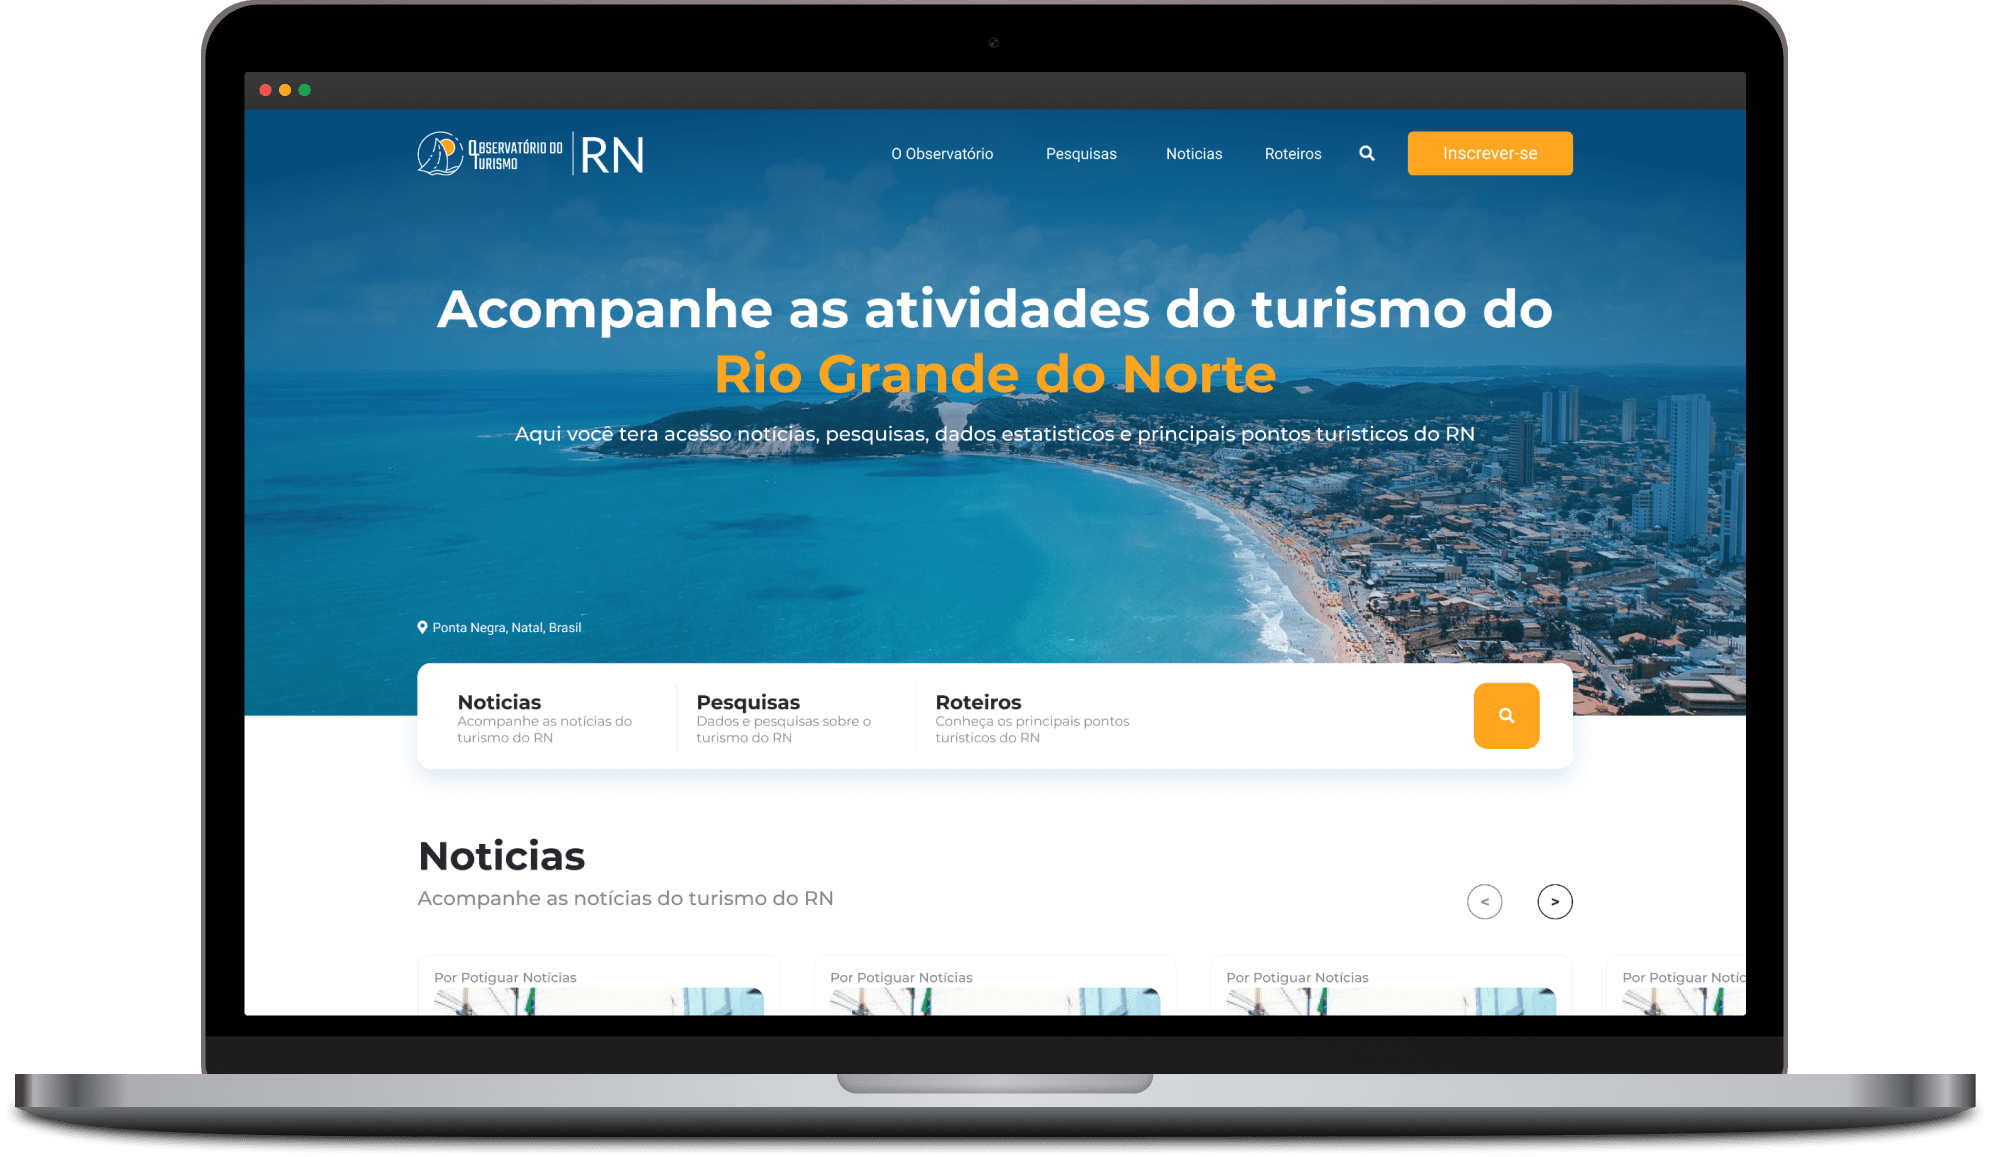 OBSERVATÓRIO DO
TURISMO
RN
O Observatório
Pesquisas
Noticias
Roteiros
Inscrever-se
Acompanhe as atividades do turismo do
Rio Grande do Norte
Aqui você tera acesso notícias, pesquisas, dados estatisticos e principais pontos turisticos do RN
Ponta Negra, Natal, Brasil
Noticias
Acompanhe as notícias do
turismo do RN
Pesquisas
Dados e pesquisas sobre o
turismo do RN
Roteiros
Conheça os principais pontos
turísticos do RN
Noticias
Acompanhe as notícias do turismo do RN
<
>
Por Potiguar Notícias
Por Potiguar Notícias
Por Potiguar Notícias
Por Potiguar Notíc